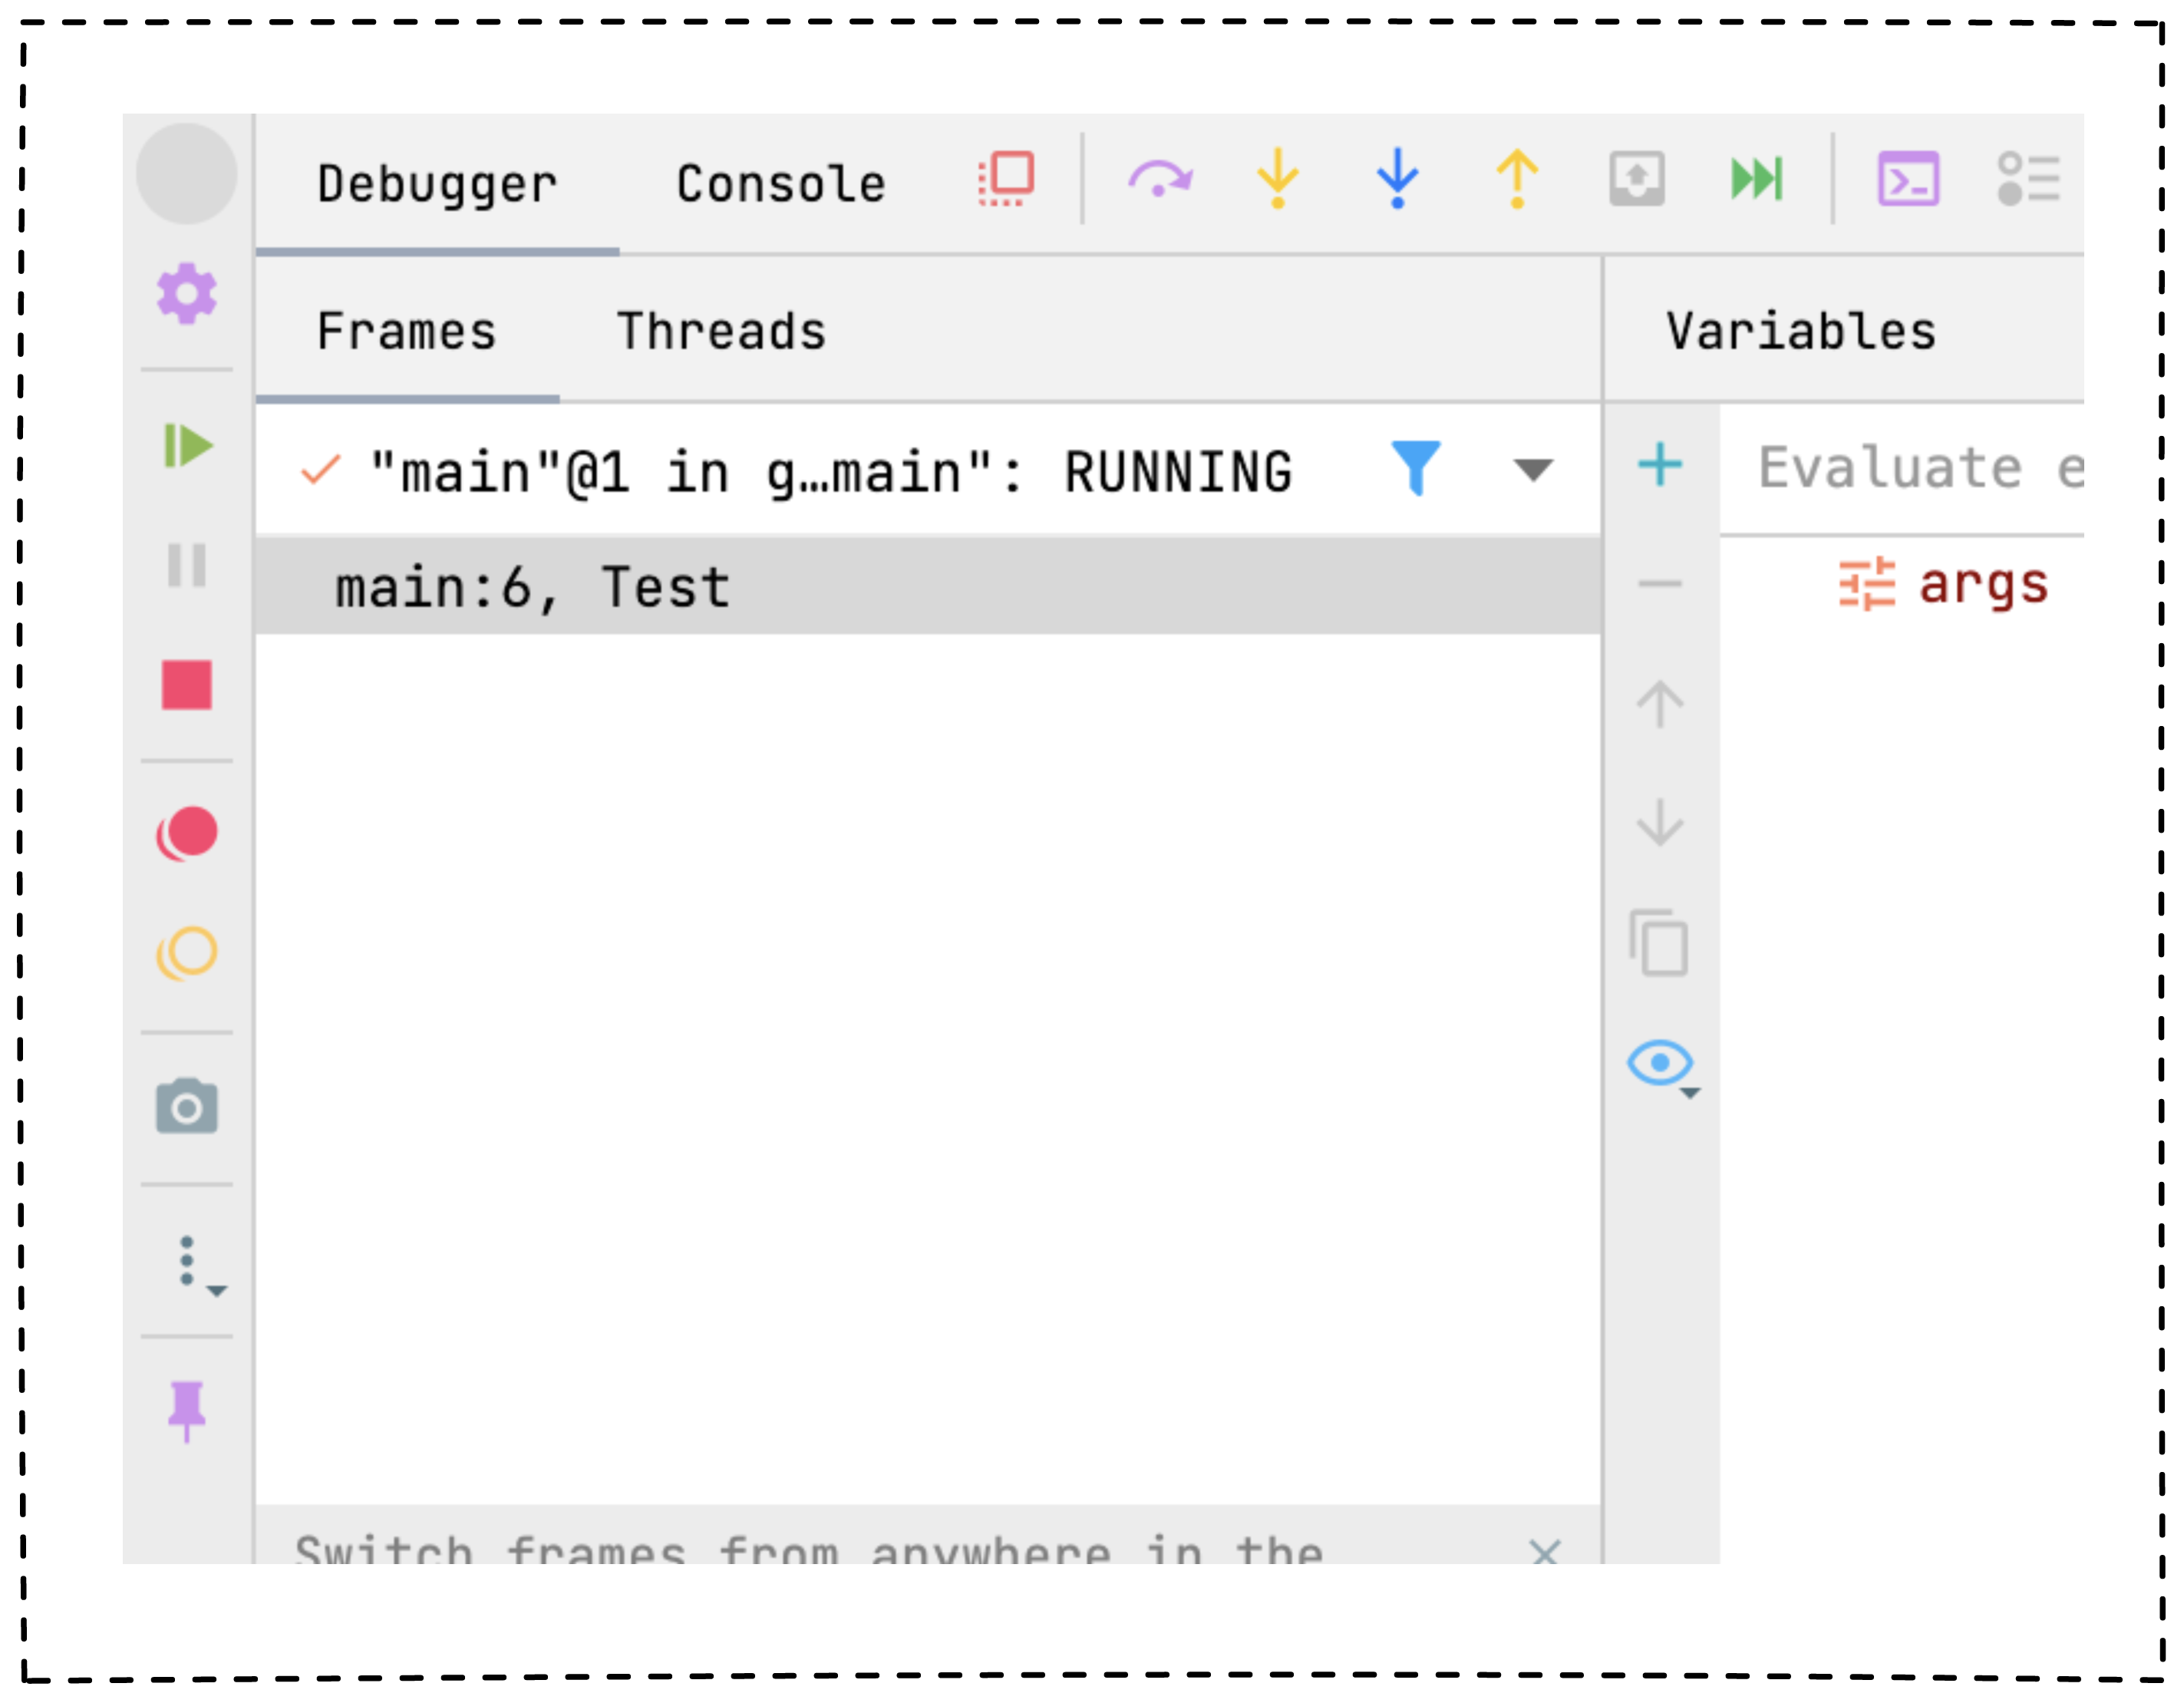 Debugger Console
Frames Threads Variables
"main"@1 in g…main": RUNNING
Evaluate e
main:6, Test
args
Switch frames from anywhere in the